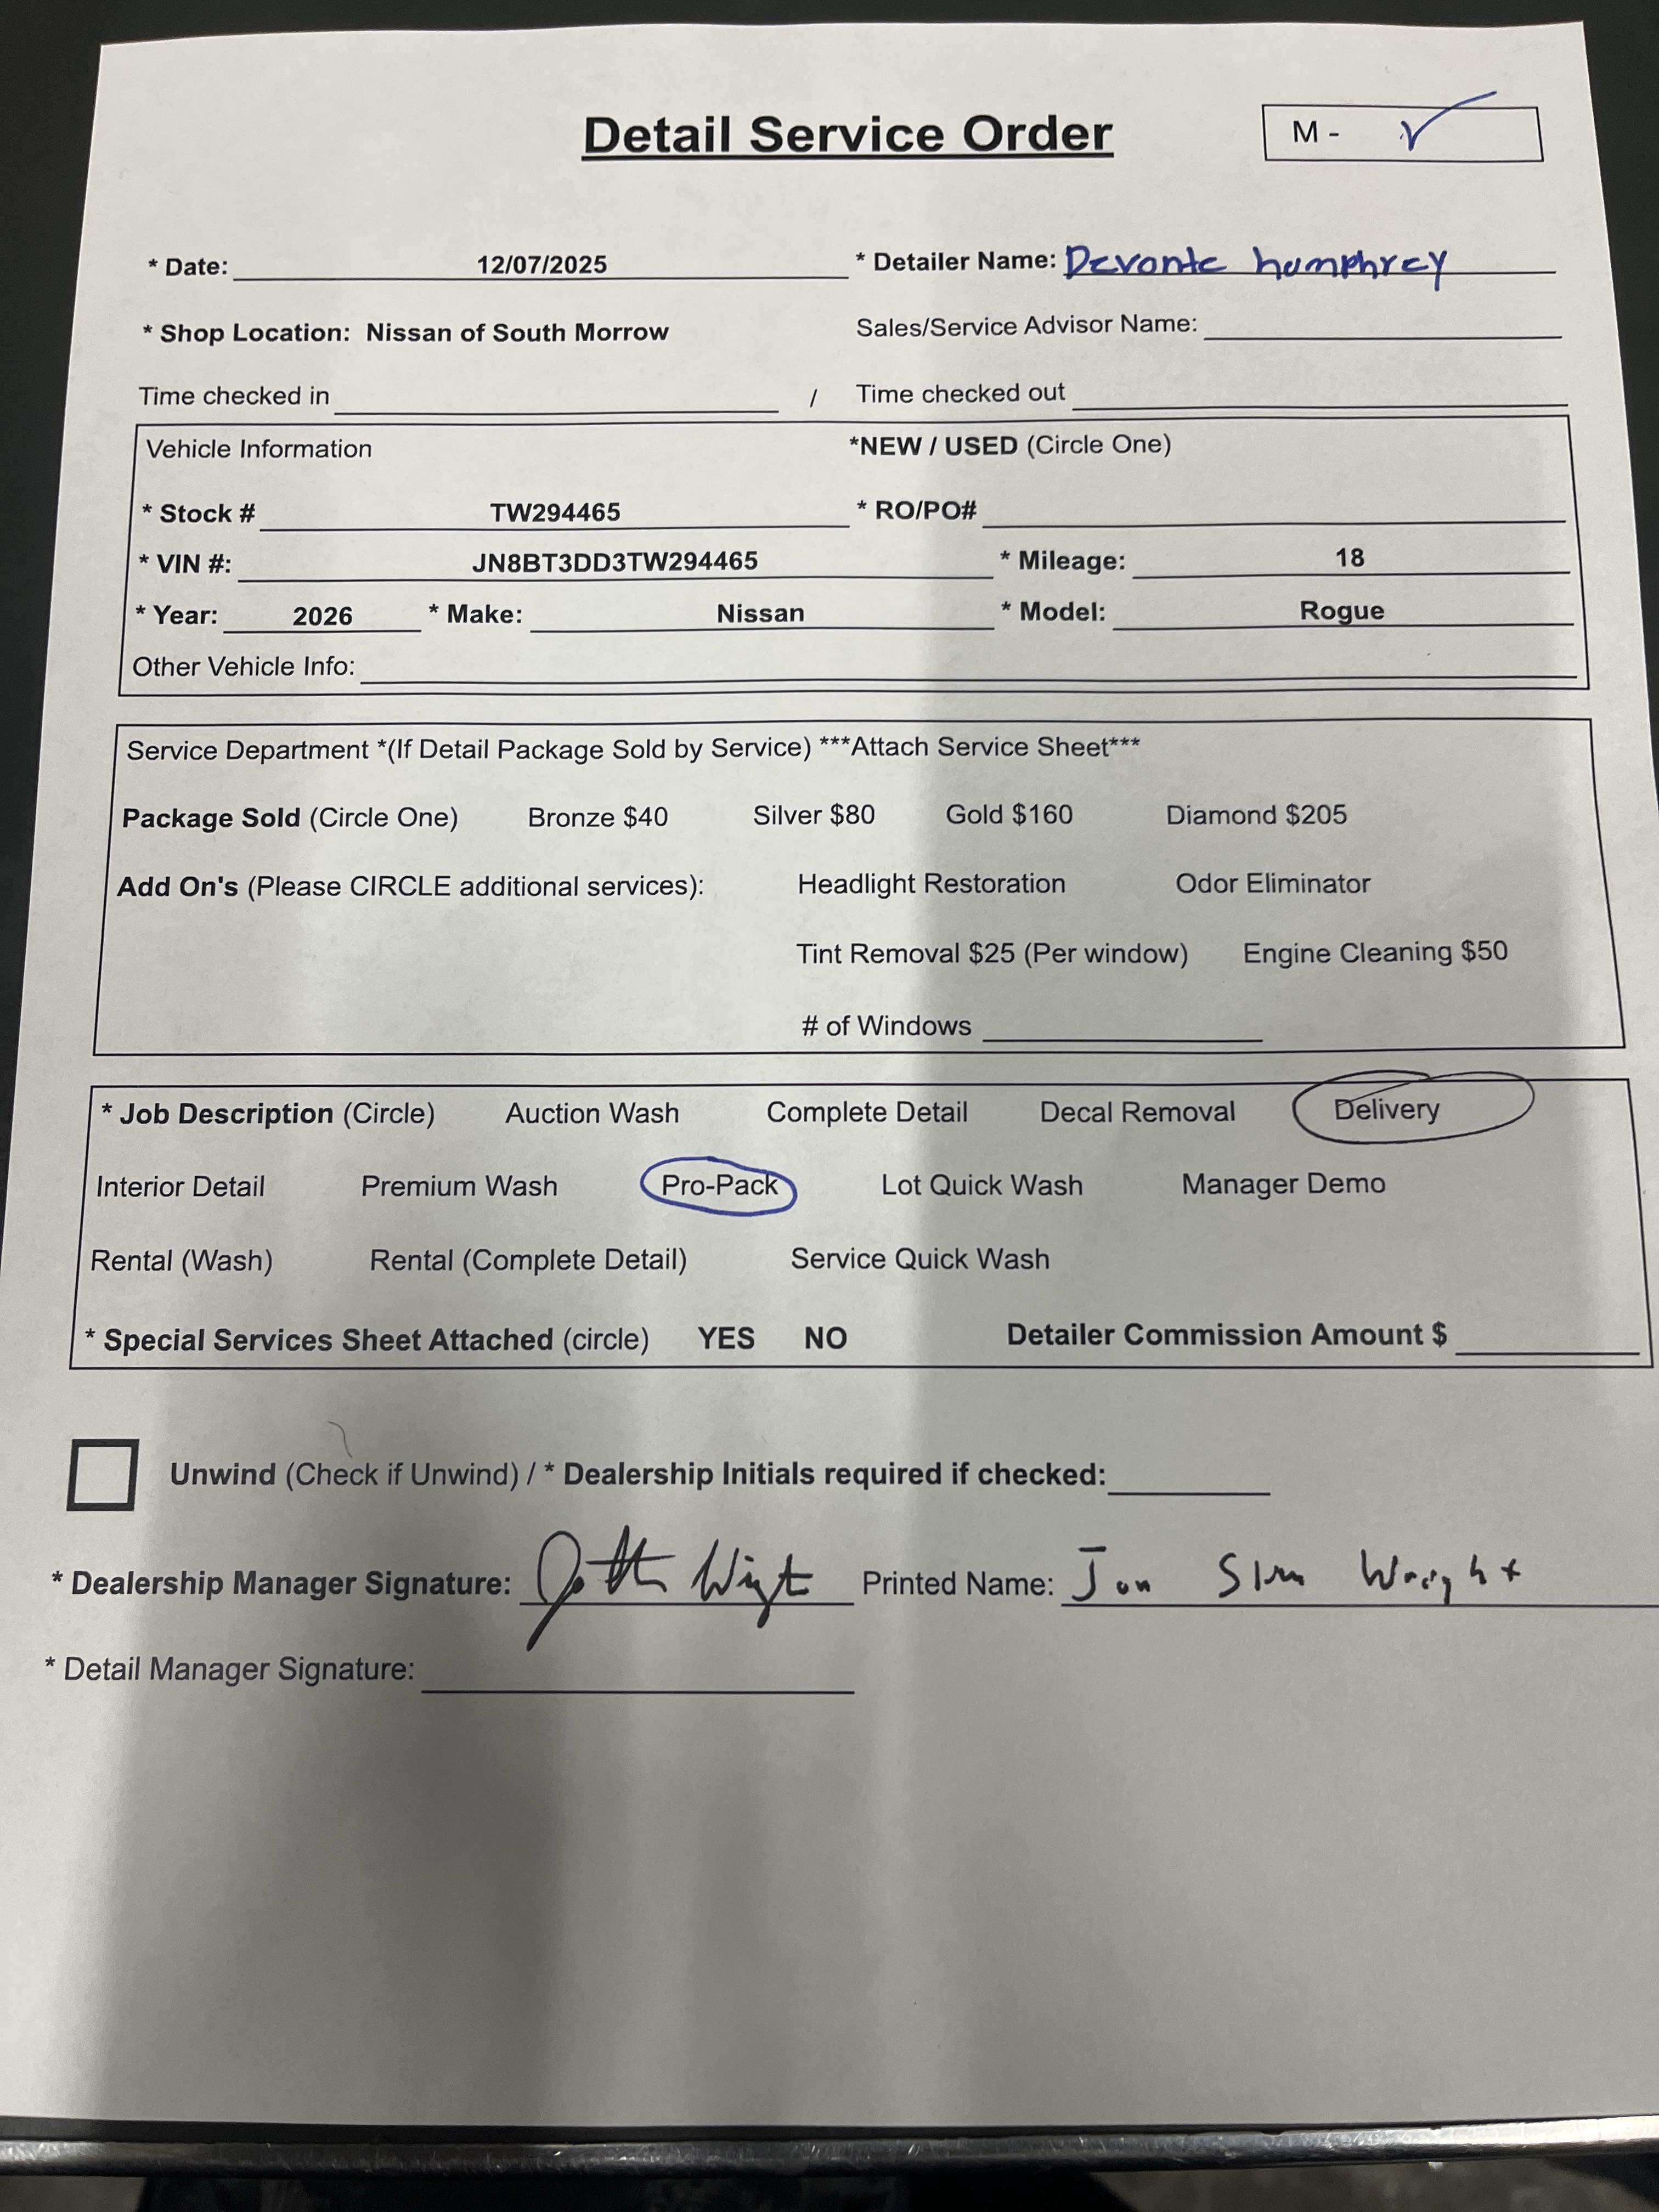 Detail Service Order M - ✓
* Date: 12/07/2025 * Detailer Name: Devonte humphrey
* Shop Location: Nissan of South Morrow Sales/Service Advisor Name:
Time checked in / Time checked out
Vehicle Information *NEW / USED (Circle One)
* Stock # TW294465 * RO/PO#
* VIN #: JN8BT3DD3TW294465 * Mileage: 18
* Year: 2026 * Make: Nissan * Model: Rogue
Other Vehicle Info:
Service Department *(If Detail Package Sold by Service) ***Attach Service Sheet***
Package Sold (Circle One) Bronze $40 Silver $80 Gold $160 Diamond $205
Add On's (Please CIRCLE additional services): Headlight Restoration Odor Eliminator
Tint Removal $25 (Per window) Engine Cleaning $50
# of Windows
* Job Description (Circle) Auction Wash Complete Detail Decal Removal Delivery
Interior Detail Premium Wash Pro-Pack Lot Quick Wash Manager Demo
Rental (Wash) Rental (Complete Detail) Service Quick Wash
* Special Services Sheet Attached (circle) YES NO Detailer Commission Amount $
Unwind (Check if Unwind) / * Dealership Initials required if checked:
* Dealership Manager Signature: Printed Name: Jon Wright
* Detail Manager Signature: